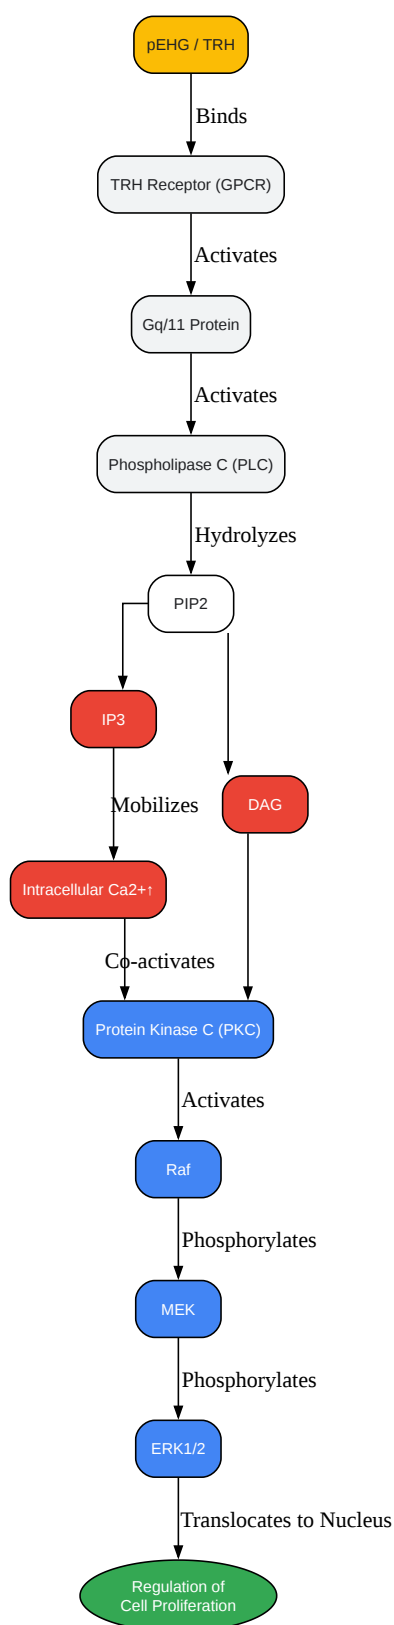 pEHG / TRH
Binds
TRH Receptor (GPCR)
Activates
Gq/11 Protein
Activates
Phospholipase C (PLC)
Hydrolyzes
PIP2
IP3
DAG
Mobilizes
Intracellular Ca2+↑
Co-activates
Protein Kinase C (PKC)
Activates
Raf
Phosphorylates
MEK
Phosphorylates
ERK1/2
Translocates to Nucleus
Regulation of
Cell Proliferation